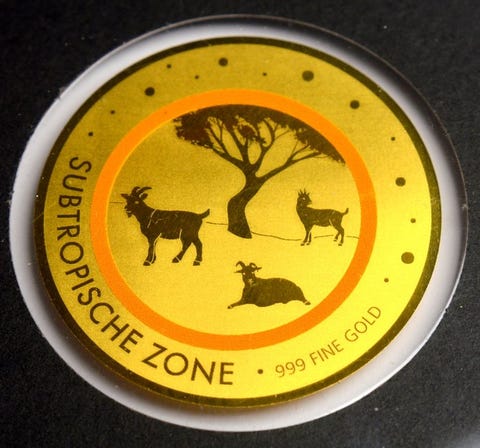 SUBTROPISCHE ZONE
· 999 FINE GOLD